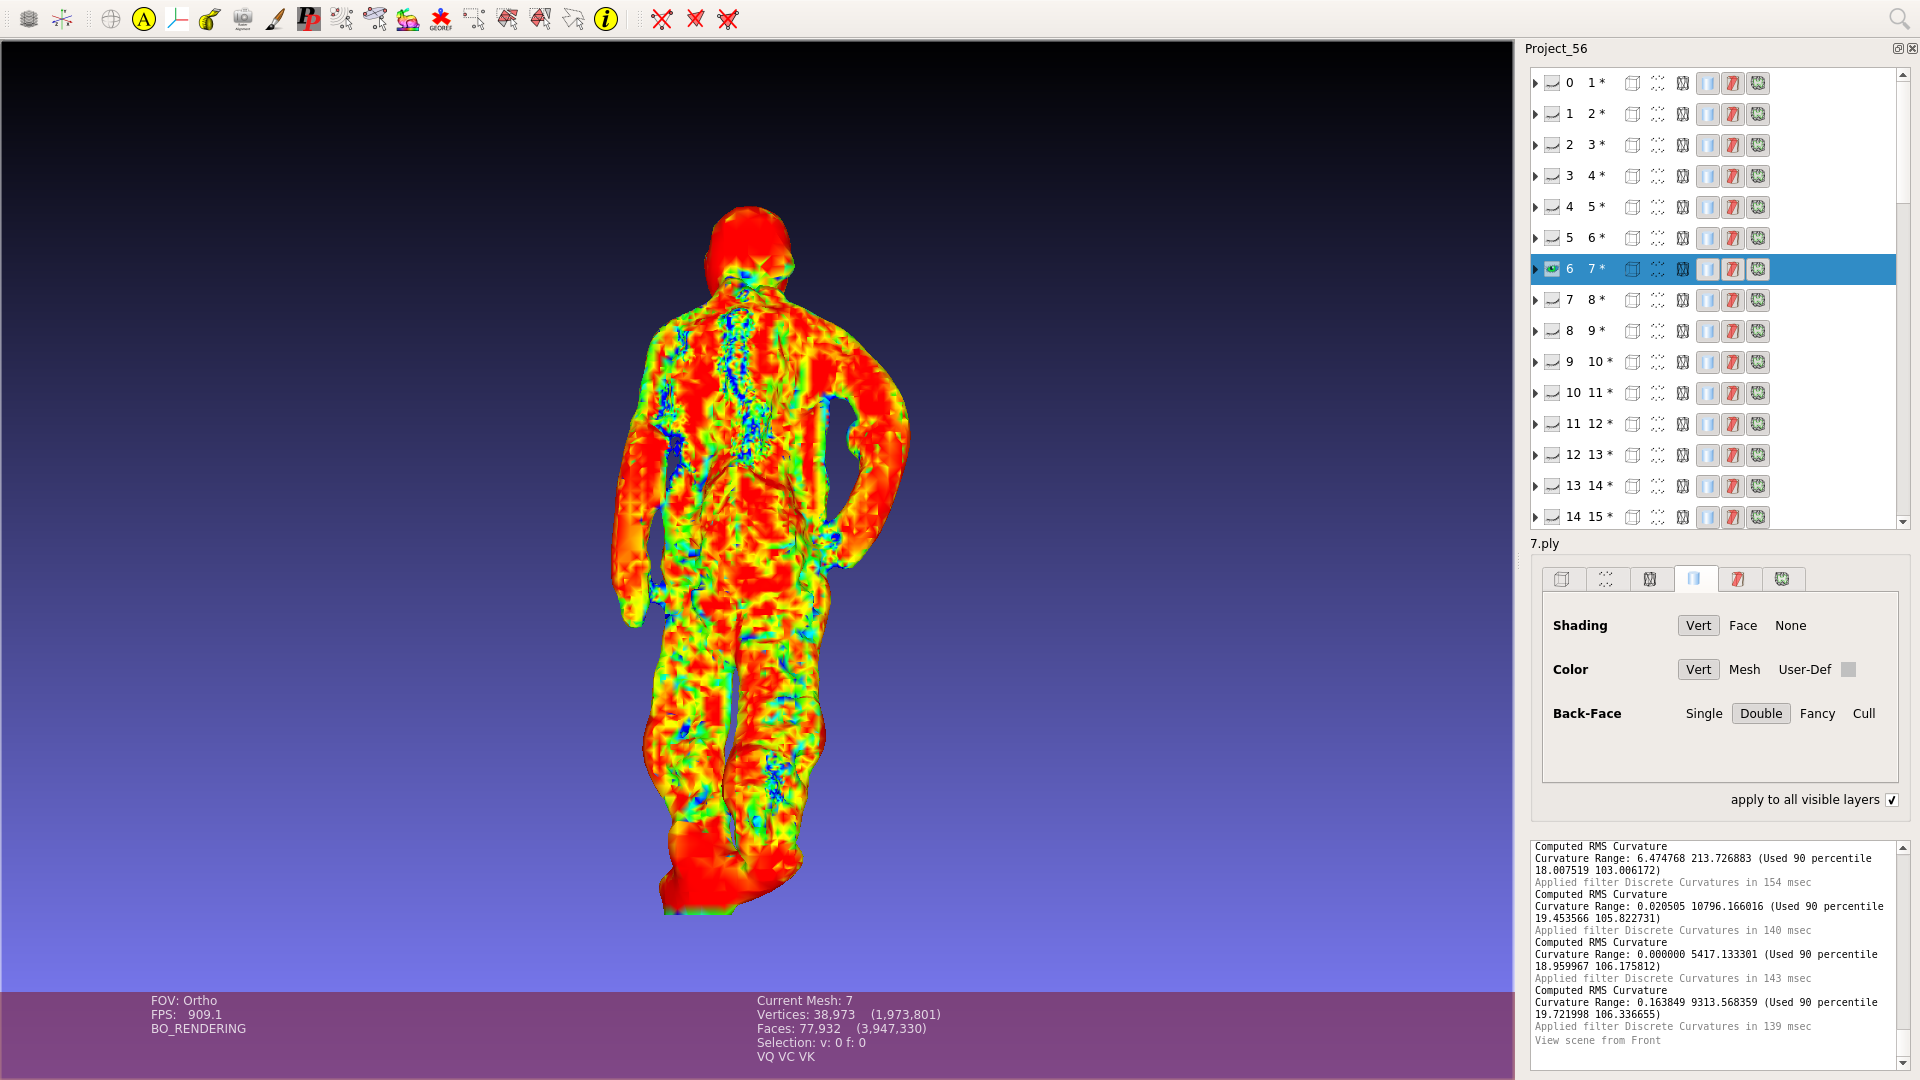 A
PP
GEOREF
i
Project_56
0 1 *
1 2 *
2 3 *
3 4 *
4 5 *
5 6 *
6 7 *
7 8 *
8 9 *
9 10 *
10 11 *
11 12 *
12 13 *
13 14 *
14 15 *
7.ply
Shading Vert Face None
Color Vert Mesh User-Def
Back-Face Single Double Fancy Cull
apply to all visible layers
Computed RMS Curvature
Curvature Range: 6.474768 213.726883 (Used 90 percentile
18.007519 103.006172)
Applied filter Discrete Curvatures in 154 msec
Computed RMS Curvature
Curvature Range: 0.020505 10796.166016 (Used 90 percentile
19.453566 105.822731)
Applied filter Discrete Curvatures in 140 msec
Computed RMS Curvature
Curvature Range: 0.000000 5417.133301 (Used 90 percentile
18.959967 106.175812)
Applied filter Discrete Curvatures in 143 msec
Computed RMS Curvature
Curvature Range: 0.163849 9313.568359 (Used 90 percentile
19.721998 106.336655)
Applied filter Discrete Curvatures in 139 msec
View scene from Front
FOV: Ortho
FPS: 909.1
BO_RENDERING
Current Mesh: 7
Vertices: 38,973 (1,973,801)
Faces: 77,932 (3,947,330)
Selection: v: 0 f: 0
VQ VC VK